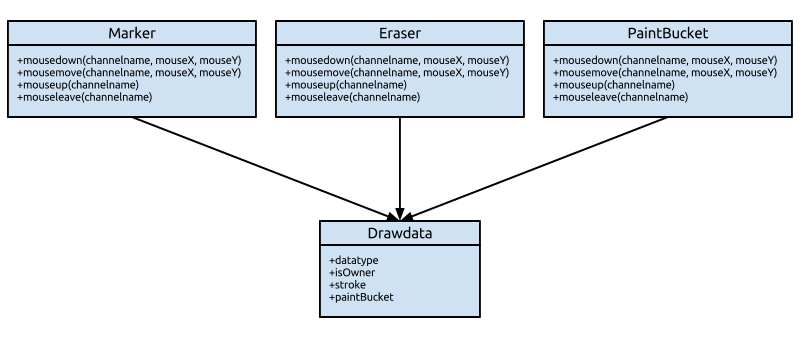 Marker
+mousedown(channelname, mouseX, mouseY)
+mousemove(channelname, mouseX, mouseY)
+mouseup(channelname)
+mouseleave(channelname)
Eraser
+mousedown(channelname, mouseX, mouseY)
+mousemove(channelname, mouseX, mouseY)
+mouseup(channelname)
+mouseleave(channelname)
PaintBucket
+mousedown(channelname, mouseX, mouseY)
+mousemove(channelname, mouseX, mouseY)
+mouseup(channelname)
+mouseleave(channelname)
Drawdata
+datatype
+isOwner
+stroke
+paintBucket